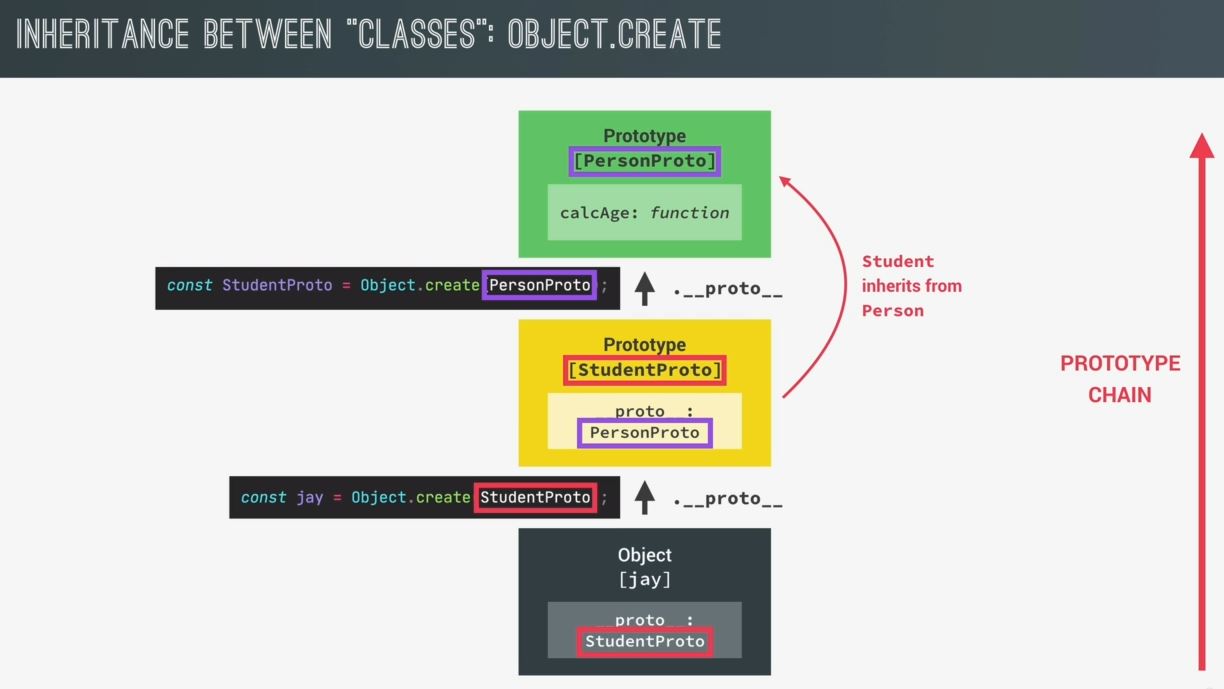 INHERITANCE BETWEEN "CLASSES": OBJECT.CREATE
Prototype
[PersonProto]
calcAge: function
const StudentProto = Object.create(PersonProto);
.__proto__
Student
inherits from
Person
Prototype
[StudentProto]
__proto__:
PersonProto
PROTOTYPE
CHAIN
const jay = Object.create(StudentProto);
.__proto__
Object
[jay]
__proto__:
StudentProto